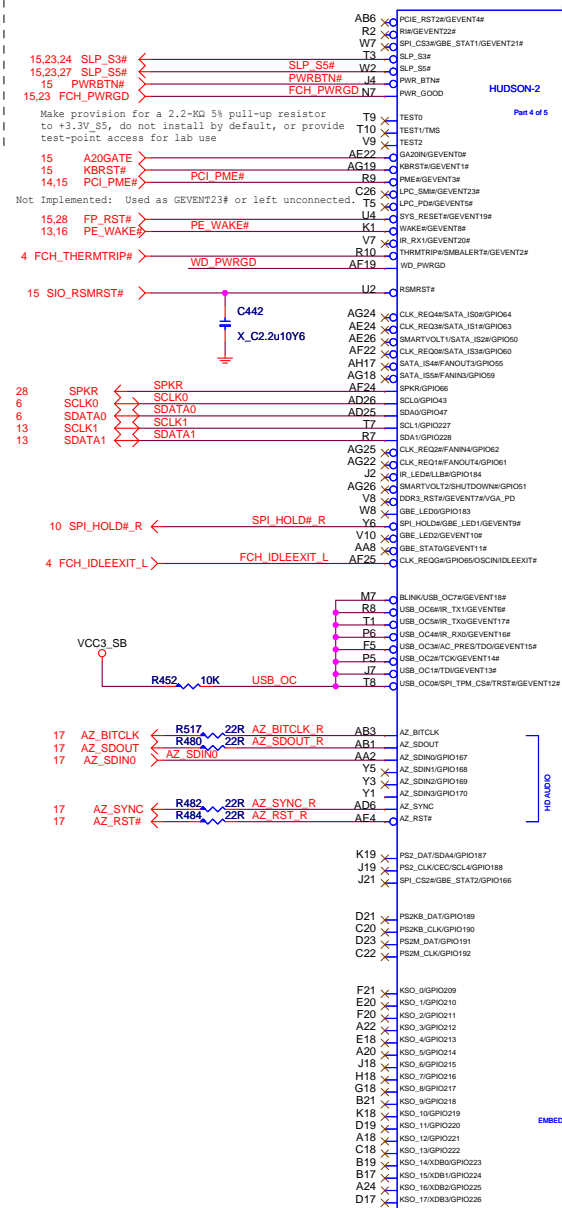 AB6 PCIE_RST2#/GEVENT4#
R2 RI#/GEVENT22#
W7 SPI_CS3#/GBE_STAT1/GEVENT21#
15,23,24 SLP_S3# T3 SLP_S3#
15,23,27 SLP_S5# SLP_S5# W2 SLP_S5#
15 PWRBTN# PWRBTN# J4 PWR_BTN#
15,23 FCH_PWRGD FCH_PWRGD N7 PWR_GOOD
HUDSON-2
Part 4 of 5
Make provision for a 2.2-KΩ 5% pull-up resistor
to +3.3V_S5, do not install by default, or provide
test-point access for lab use
T9 TEST0
T10 TEST1/TMS
V9 TEST2
15 A20GATE AE22 GA20IN/GEVENT0#
15 KBRST# AG19 KBRST#/GEVENT1#
14,15 PCI_PME# PCI_PME# R9 PME#/GEVENT3#
C26 LPC_SMI#/GEVENT23#
Not Implemented: Used as GEVENT23# or left unconnected.
T5 LPC_PD#/GEVENT5#
15,28 FP_RST# U4 SYS_RESET#/GEVENT19#
13,16 PE_WAKE# PE_WAKE# K1 WAKE#/GEVENT8#
V7 IR_RX1/GEVENT20#
4 FCH_THERMTRIP# R10 THRMTRIP#/SMBALERT#/GEVENT2#
WD_PWRGD AF19 WD_PWRGD
15 SIO_RSMRST# U2 RSMRST#
C442
X_C2.2u10Y6
AG24 CLK_REQ4#/SATA_IS0#/GPIO64
AE24 CLK_REQ3#/SATA_IS1#/GPIO63
AE26 SMARTVOLT1/SATA_IS2#/GPIO50
AF22 CLK_REQ0#/SATA_IS3#/GPIO60
AH17 SATA_IS4#/FANOUT3/GPIO55
AG18 SATA_IS5#/FANIN3/GPIO59
28 SPKR SPKR AF24 SPKR/GPIO66
6 SCLK0 SCLK0 AD26 SCL0/GPIO43
6 SDATA0 SDATA0 AD25 SDA0/GPIO47
13 SCLK1 SCLK1 T7 SCL1/GPIO227
13 SDATA1 SDATA1 R7 SDA1/GPIO228
AG25 CLK_REQ2#/FANIN4/GPIO62
AG22 CLK_REQ1#/FANOUT4/GPIO61
J2 IR_LED#/LLB#/GPIO184
AG26 SMARTVOLT2/SHUTDOWN#/GPIO51
V8 DDR3_RST#/GEVENT7#/VGA_PD
W8 GBE_LED0/GPIO183
10 SPI_HOLD#_R SPI_HOLD#_R Y6 SPI_HOLD#/GBE_LED1/GEVENT9#
V10 GBE_LED2/GEVENT10#
AA8 GBE_STAT0/GEVENT11#
4 FCH_IDLEEXIT_L FCH_IDLEEXIT_L AF25 CLK_REQG#/GPIO65/OSCIN/IDLEEXIT#
M7 BLINK/USB_OC7#/GEVENT18#
R8 USB_OC6#/IR_TX1/GEVENT6#
T1 USB_OC5#/IR_TX0/GEVENT17#
P6 USB_OC4#/IR_RX0/GEVENT16#
F5 USB_OC3#/AC_PRES/TDO/GEVENT15#
P5 USB_OC2#/TCK/GEVENT14#
J7 USB_OC1#/TDI/GEVENT13#
T8 USB_OC0#/SPI_TPM_CS#/TRST#/GEVENT12#
VCC3_SB
R452 10K USB_OC
17 AZ_BITCLK R517 22R AZ_BITCLK_R AB3 AZ_BITCLK
17 AZ_SDOUT R480 22R AZ_SDOUT_R AB1 AZ_SDOUT
17 AZ_SDIN0 AZ_SDIN0 AA2 AZ_SDIN0/GPIO167
Y5 AZ_SDIN1/GPIO168
Y3 AZ_SDIN2/GPIO169
Y1 AZ_SDIN3/GPIO170
17 AZ_SYNC R482 22R AZ_SYNC_R AD6 AZ_SYNC
17 AZ_RST# R484 22R AZ_RST_R AE4 AZ_RST#
HD AUDIO
K19 PS2_DAT/SDA4/GPIO187
J19 PS2_CLK/CEC/SCL4/GPIO188
J21 SPI_CS2#/GBE_STAT2/GPIO166
D21 PS2KB_DAT/GPIO189
C20 PS2KB_CLK/GPIO190
D23 PS2M_DAT/GPIO191
C22 PS2M_CLK/GPIO192
F21 KSO_0/GPIO209
E20 KSO_1/GPIO210
F20 KSO_2/GPIO211
A22 KSO_3/GPIO212
E18 KSO_4/GPIO213
A20 KSO_5/GPIO214
J18 KSO_6/GPIO215
H18 KSO_7/GPIO216
G18 KSO_8/GPIO217
B21 KSO_9/GPIO218
K18 KSO_10/GPIO219
D19 KSO_11/GPIO220
A18 KSO_12/GPIO221
C18 KSO_13/GPIO222
B19 KSO_14/XDB0/GPIO223
B17 KSO_15/XDB1/GPIO224
A24 KSO_16/XDB2/GPIO225
D17 KSO_17/XDB3/GPIO226
EMBED